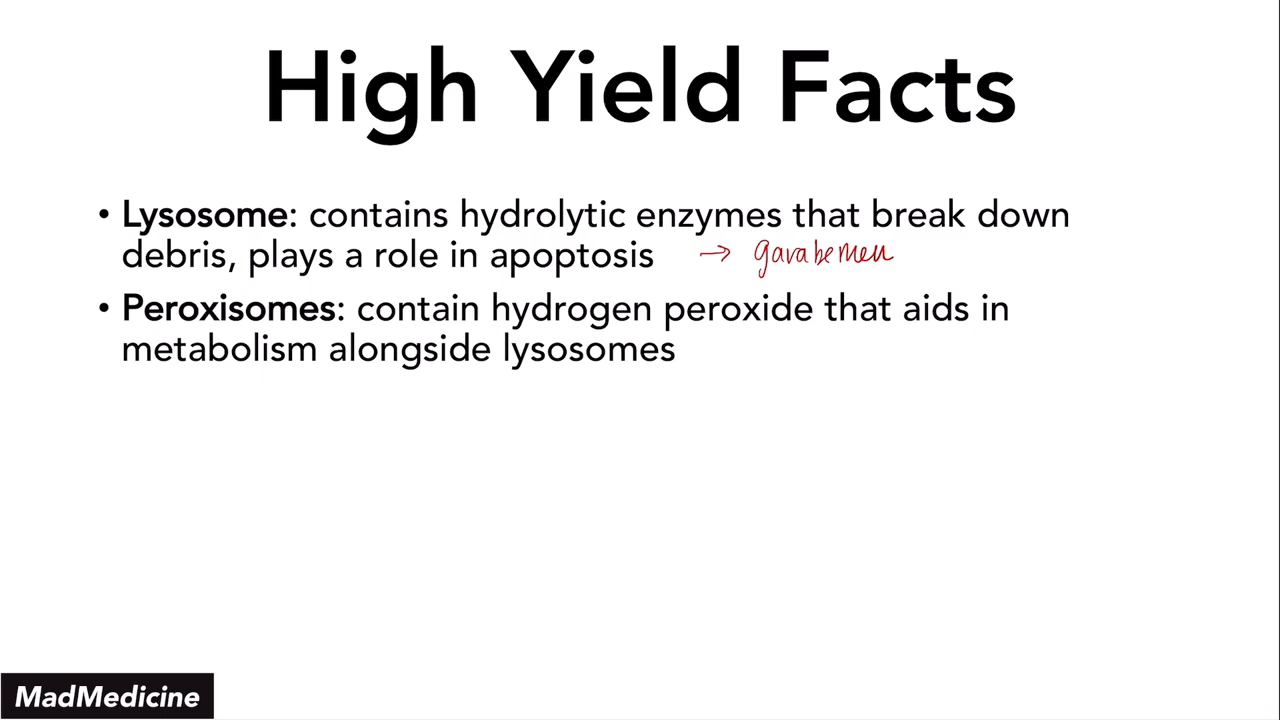 High Yield Facts
• Lysosome: contains hydrolytic enzymes that break down
debris, plays a role in apoptosis →
• Peroxisomes: contain hydrogen peroxide that aids in
metabolism alongside lysosomes
MadMedicine